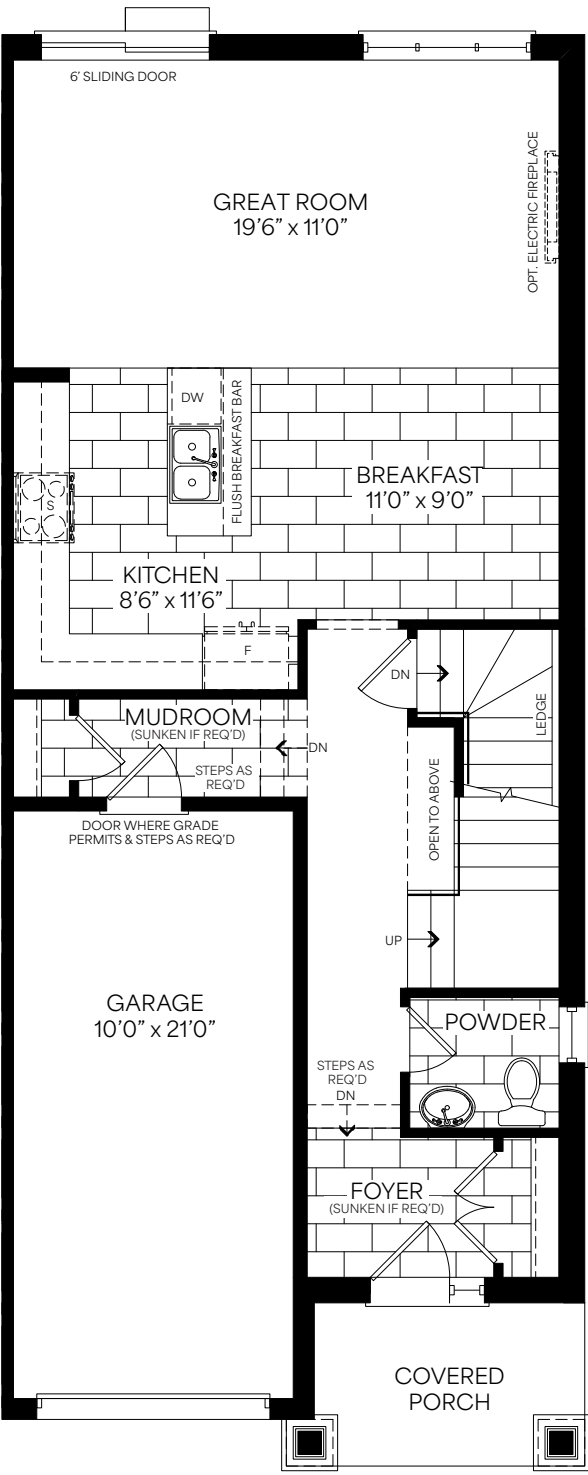 6' SLIDING DOOR
OPT. ELECTRIC FIREPLACE
GREAT ROOM
19'6” x 11'0”
DW
FLUSH BREAKFAST BAR
BREAKFAST
11'0” x 9'0”
S
KITCHEN
8'6” x 11'6”
F
DN
LEDGE
MUDROOM
(SUNKEN IF REQ'D)
DN
STEPS AS
REQ'D
OPEN TO ABOVE
DOOR WHERE GRADE
PERMITS & STEPS AS REQ'D
UP
GARAGE
10'0” x 21'0”
POWDER
STEPS AS
REQ'D
DN
FOYER
(SUNKEN IF REQ'D)
COVERED
PORCH